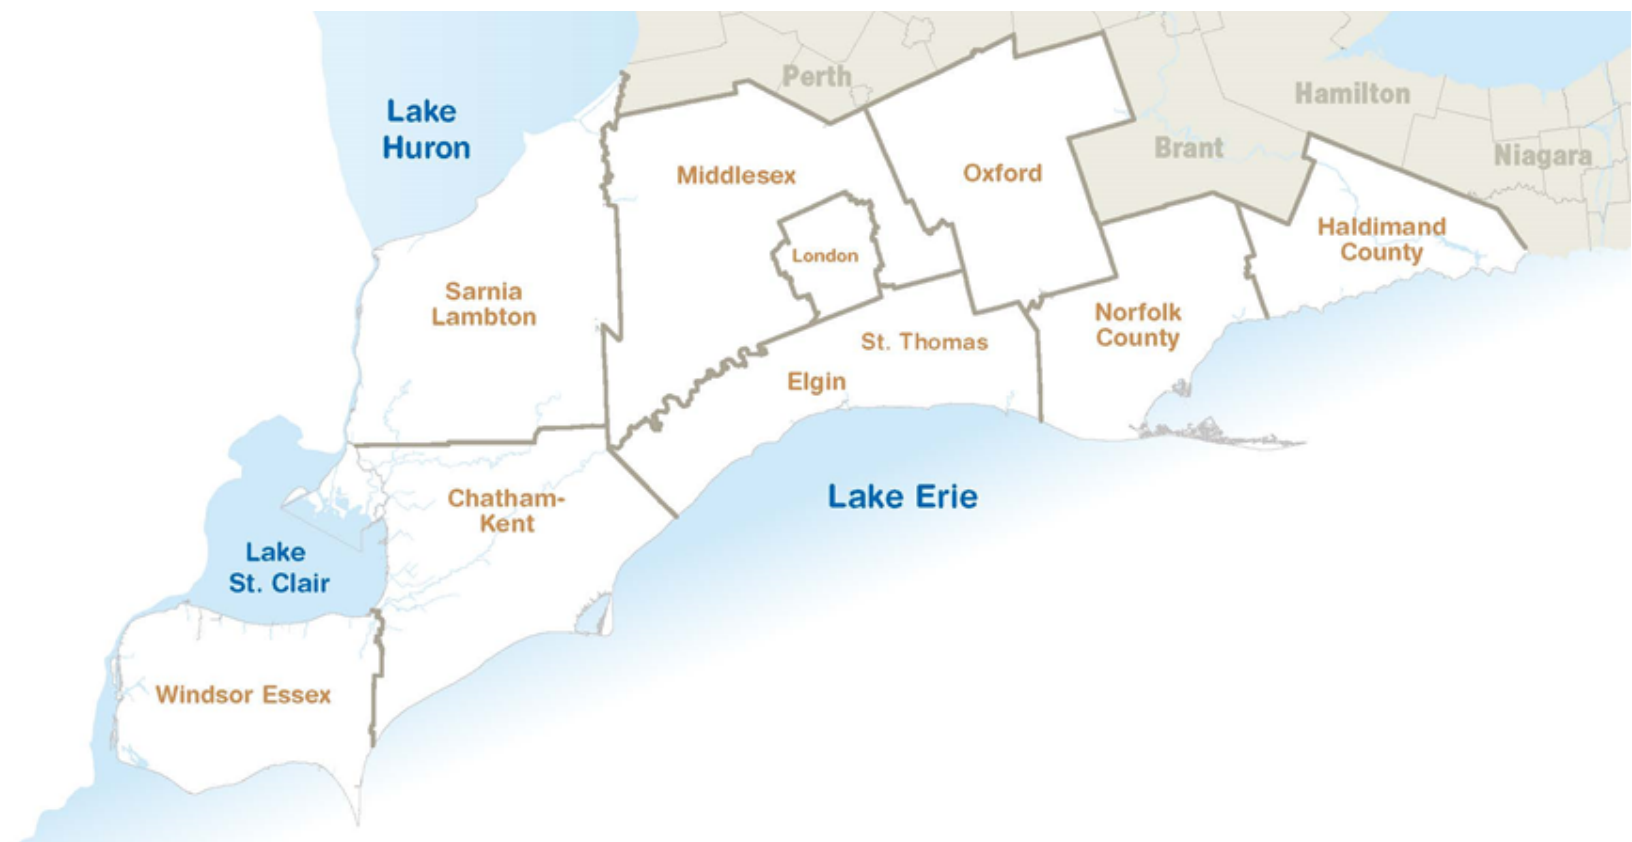 Perth
Lake
Huron
Hamilton
Brant
Niagara
Middlesex
Oxford
London
Haldimand
County
Sarnia
Lambton
Norfolk
County
St. Thomas
Elgin
Chatham-
Kent
Lake Erie
Lake
St. Clair
Windsor Essex